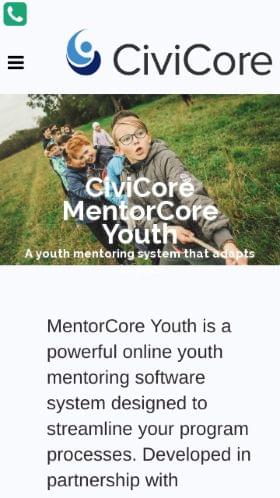 CiviCore
CiviCore®
MentorCore
Youth
A youth mentoring system that adapts
MentorCore Youth is a
powerful online youth
mentoring software
system designed to
streamline your program
processes. Developed in
partnership with